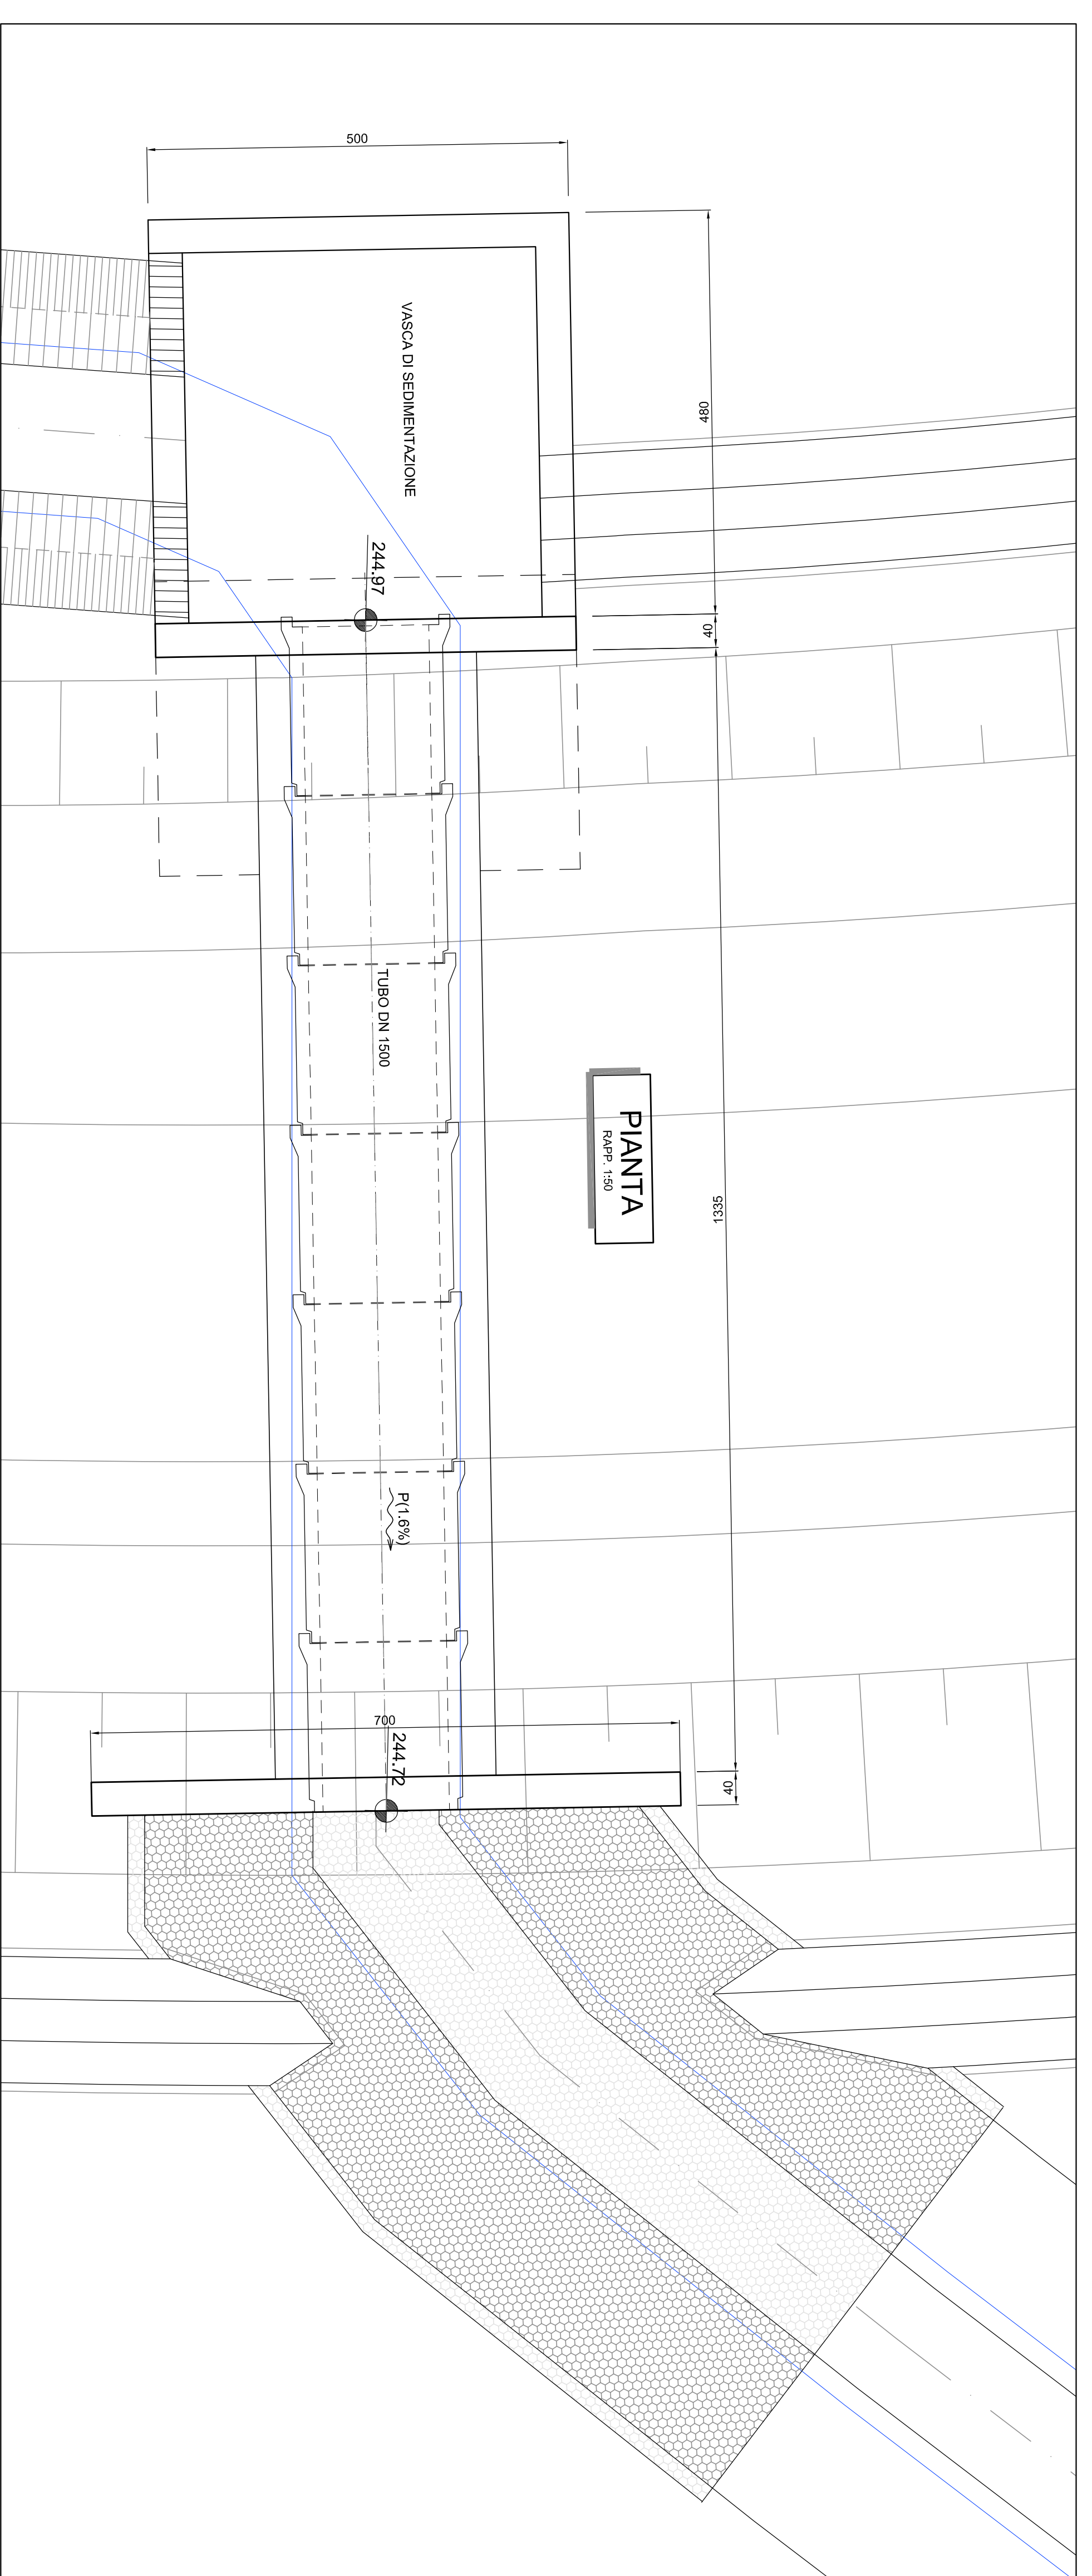 500
480
VASCA DI SEDIMENTAZIONE
244.97
40
TUBO DN 1500
PIANTA
RAPP. 1:50
1335
P(1.6%)
700
244.72
40